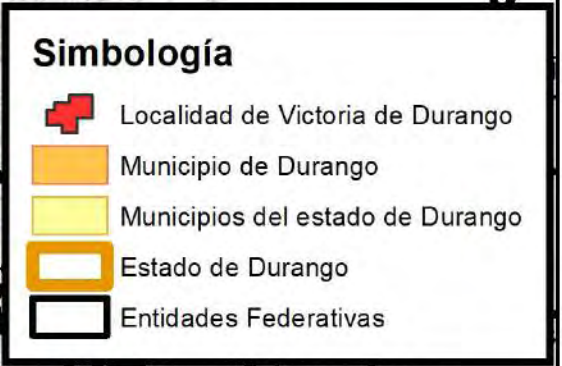 Simbología
Localidad de Victoria de Durango
Municipio de Durango
Municipios del estado de Durango
Estado de Durango
Entidades Federativas